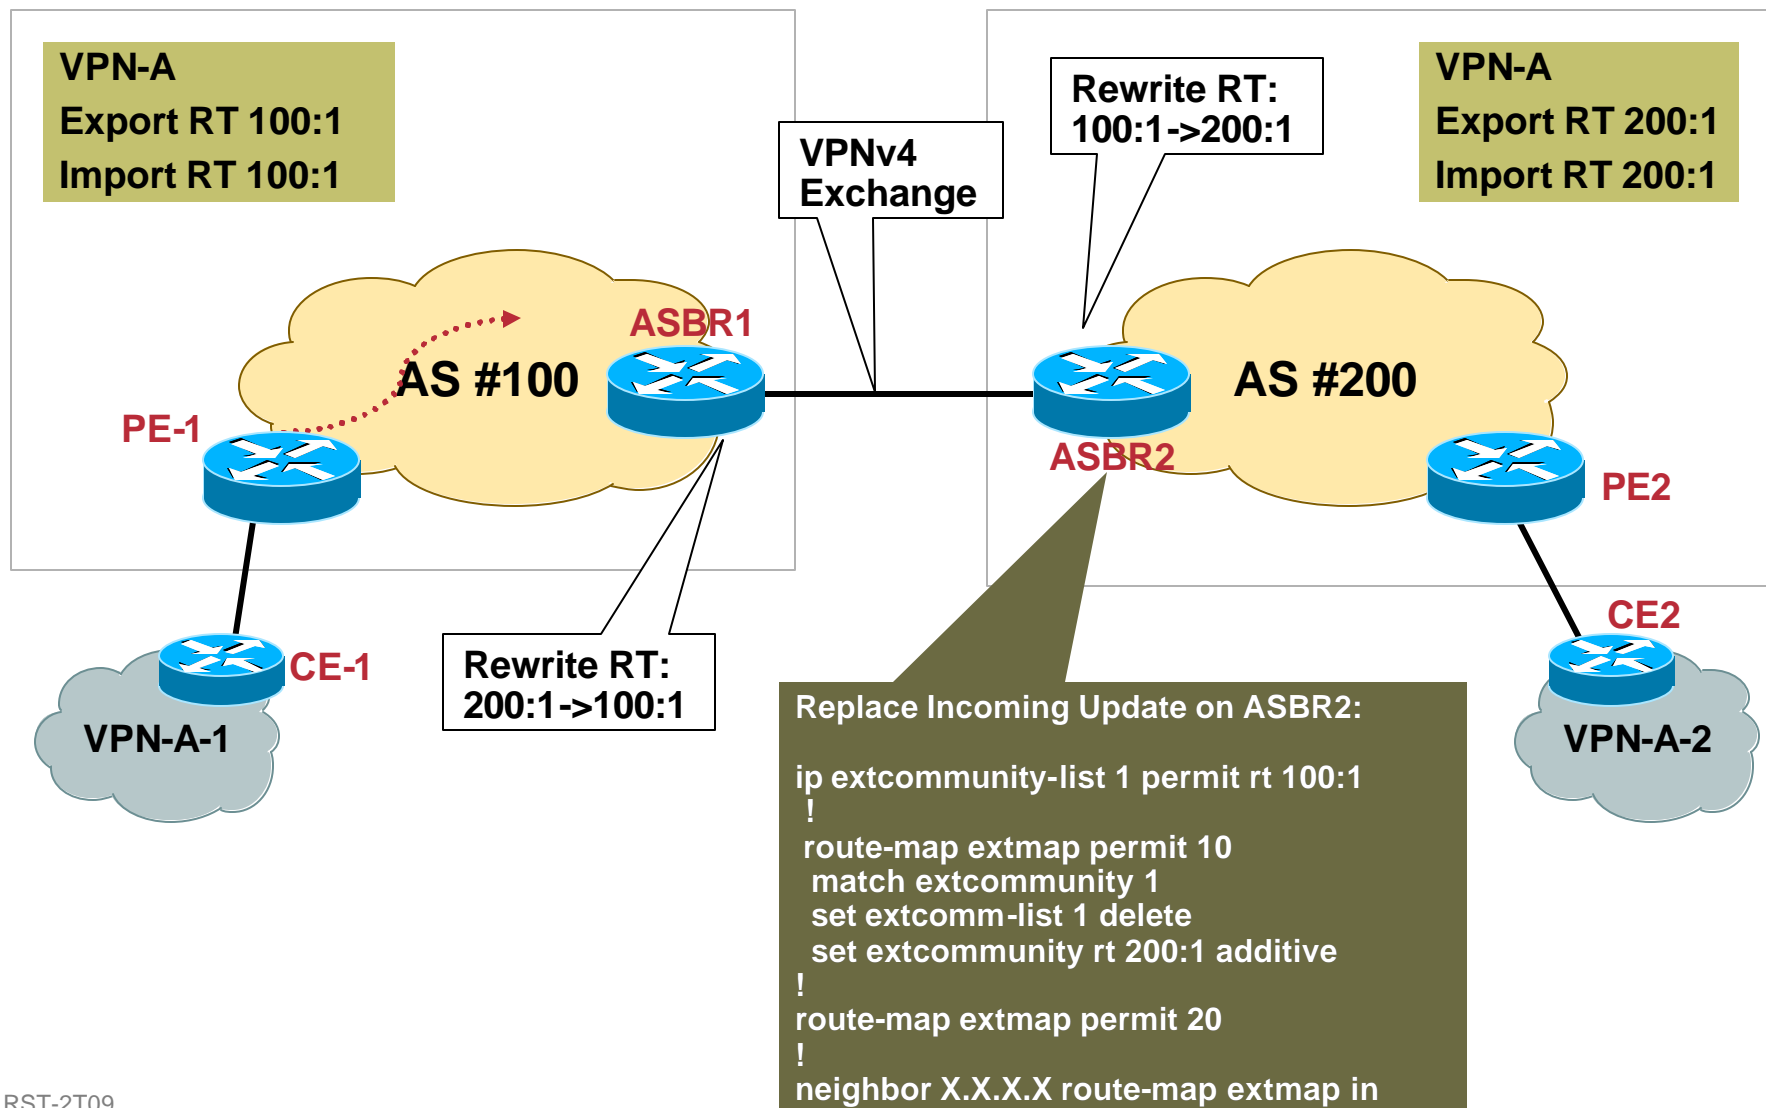 VPN-A
Export RT 100:1
Import RT 100:1
VPNv4
Exchange
Rewrite RT:
100:1->200:1
VPN-A
Export RT 200:1
Import RT 200:1
ASBR1
AS #100
PE-1
AS #200
ASBR2
PE2
CE-1
VPN-A-1
Rewrite RT:
200:1->100:1
CE2
VPN-A-2
Replace Incoming Update on ASBR2:
ip extcommunity-list 1 permit rt 100:1
!
route-map extmap permit 10
match extcommunity 1
set extcomm-list 1 delete
set extcommunity rt 200:1 additive
!
route-map extmap permit 20
!
neighbor X.X.X.X route-map extmap in
RST-2T09